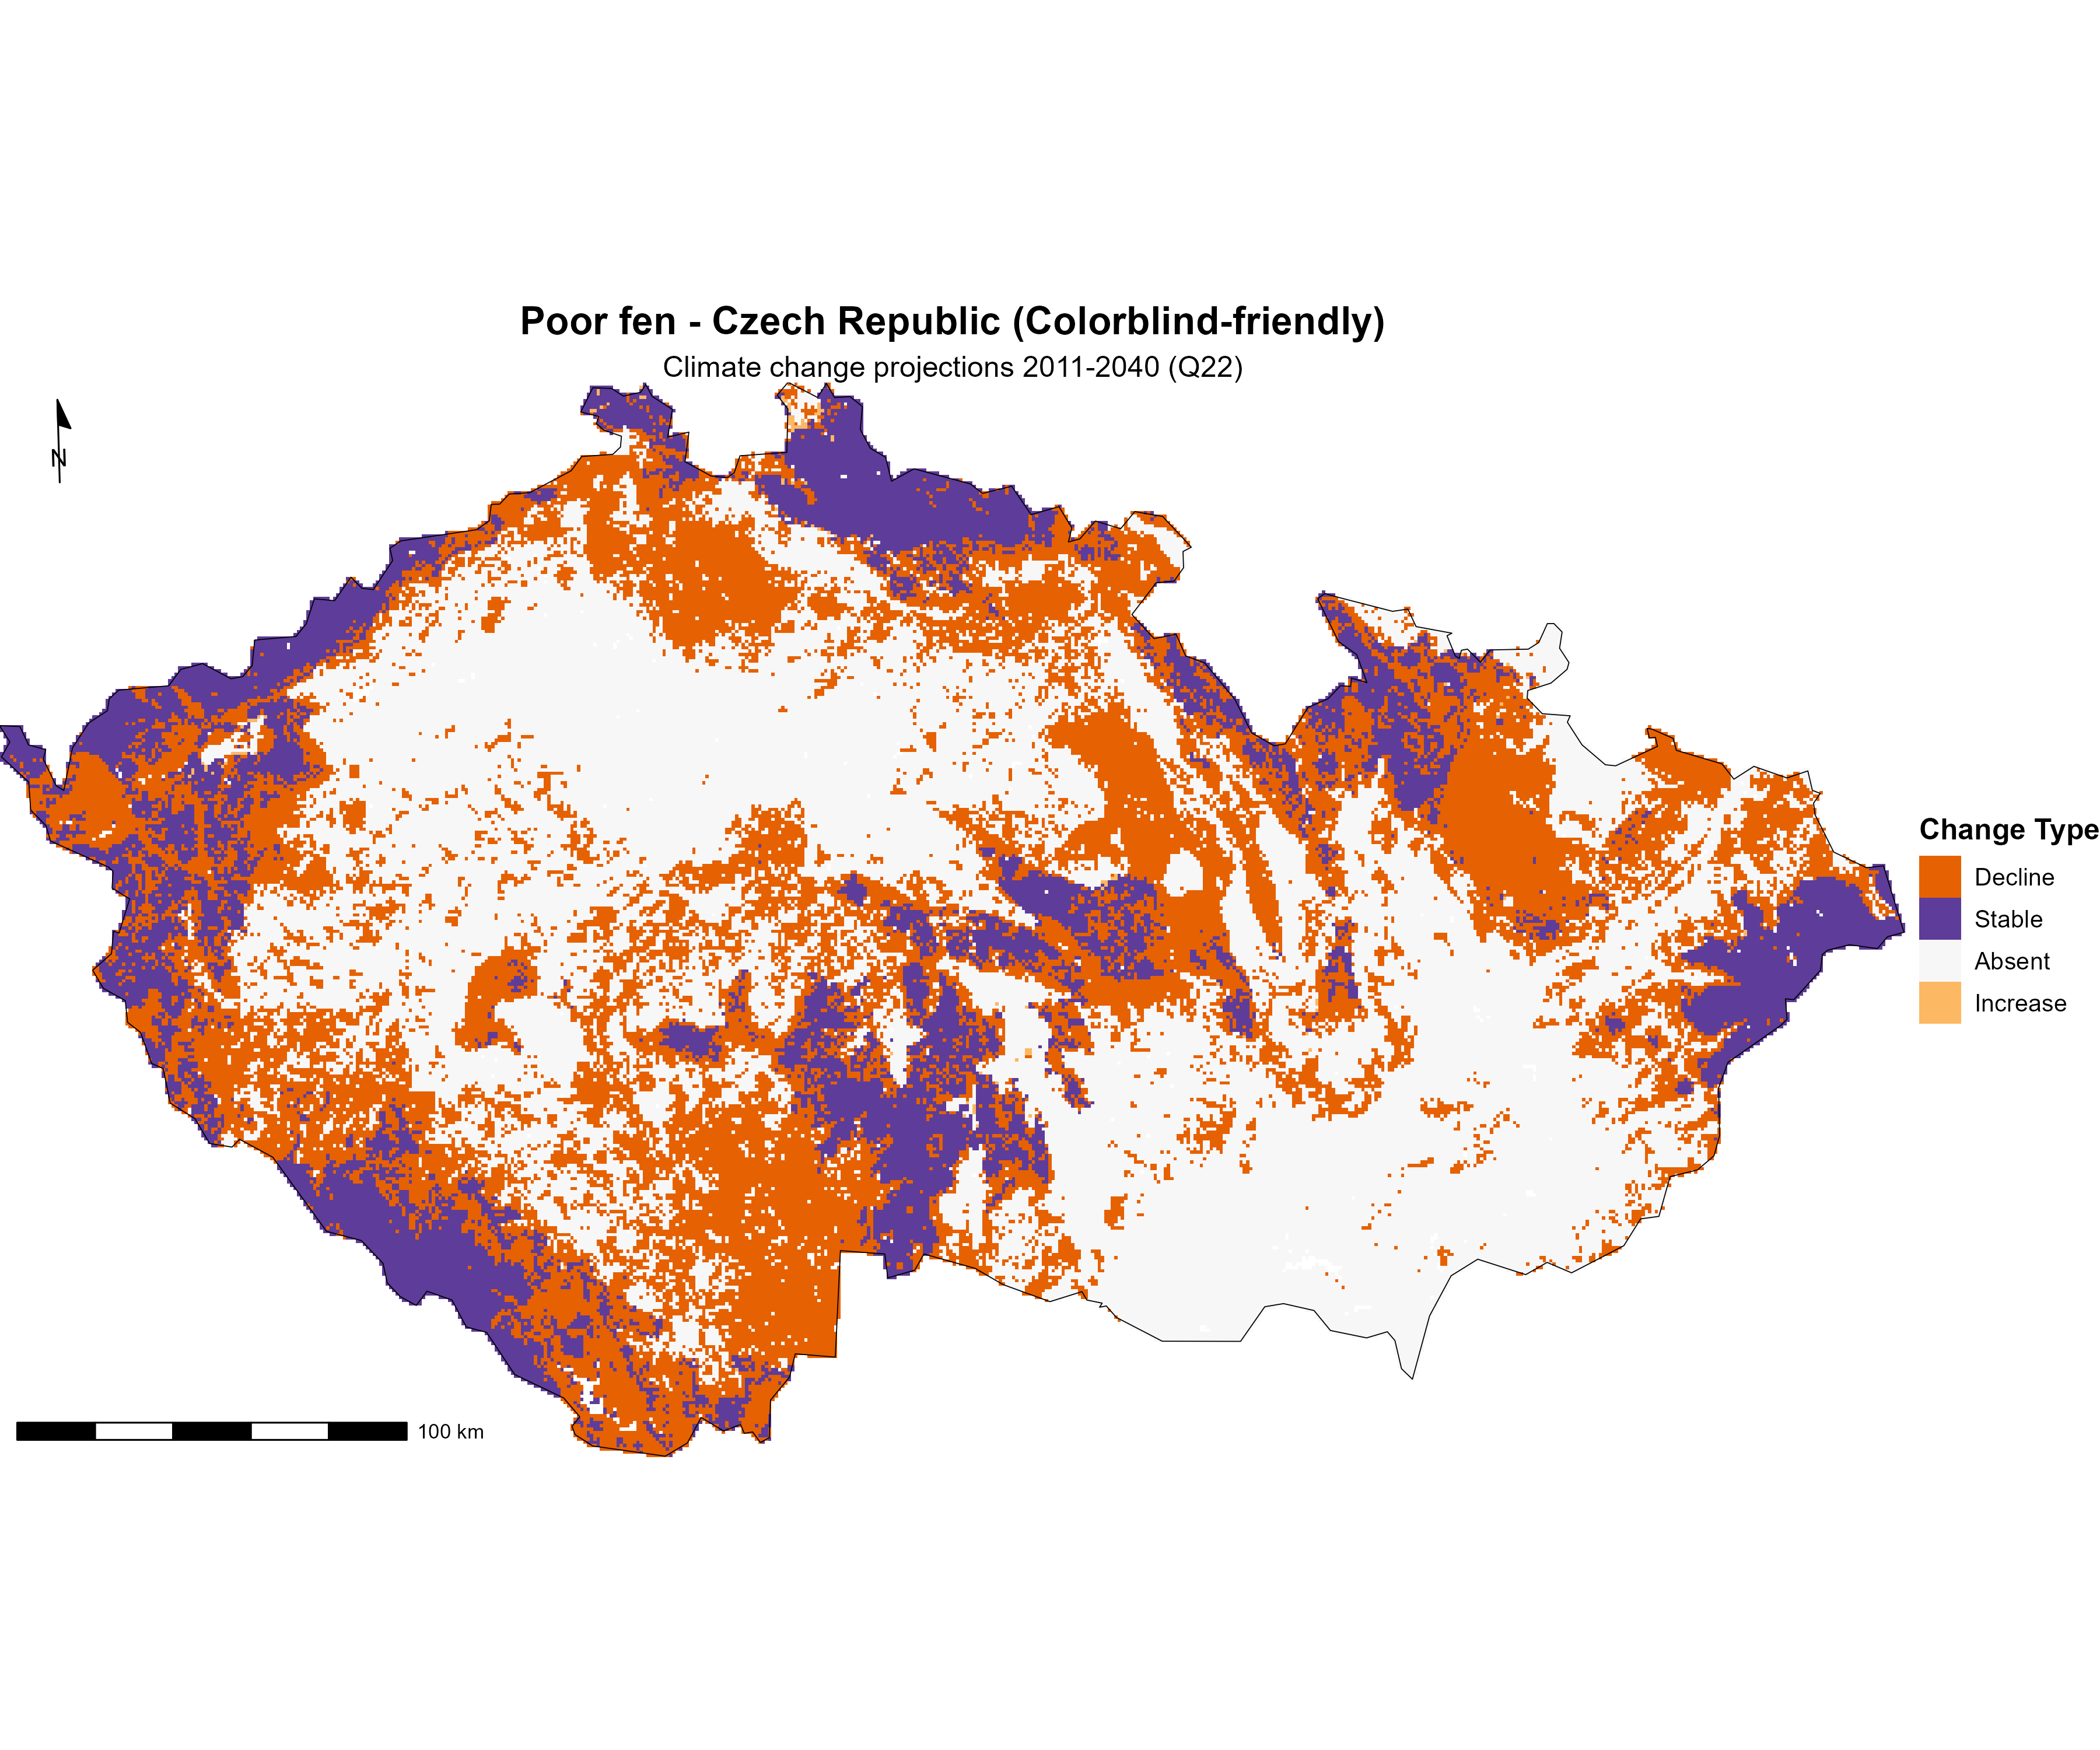 Poor fen - Czech Republic (Colorblind-friendly)
Climate change projections 2011-2040 (Q22)
N
Change Type
Decline
Stable
Absent
Increase
100 km